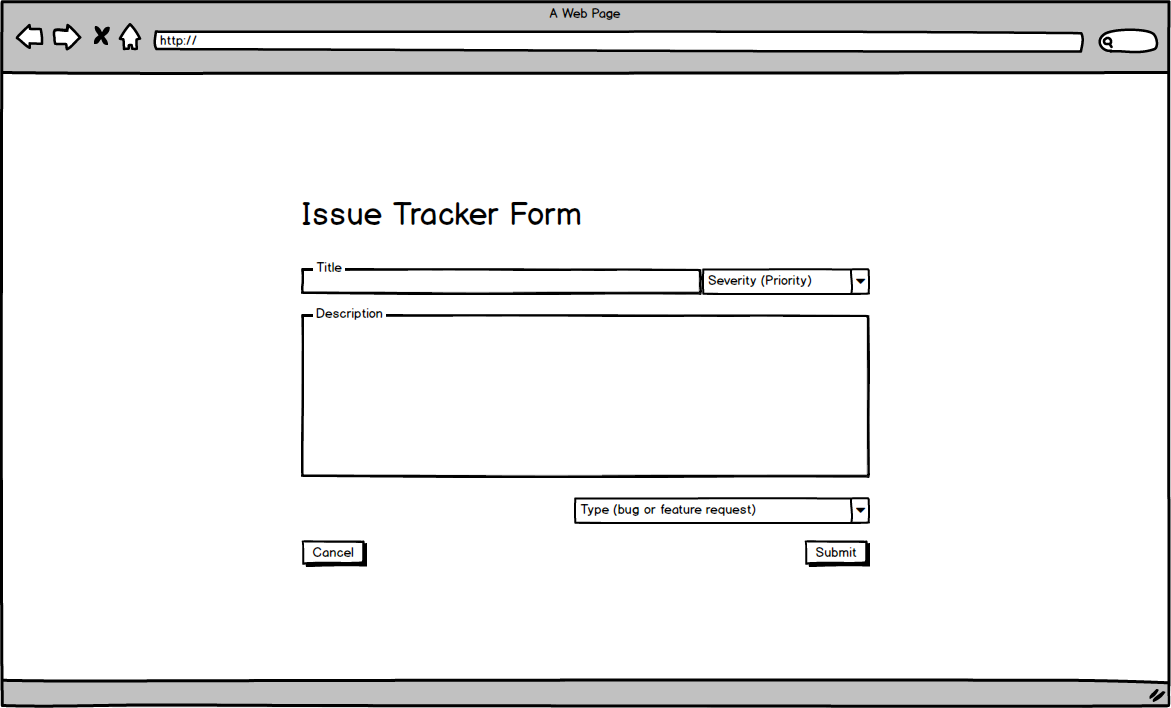 A Web Page
http://
Issue Tracker Form
Title
Severity (Priority)
Description
Type (bug or feature request)
Cancel
Submit